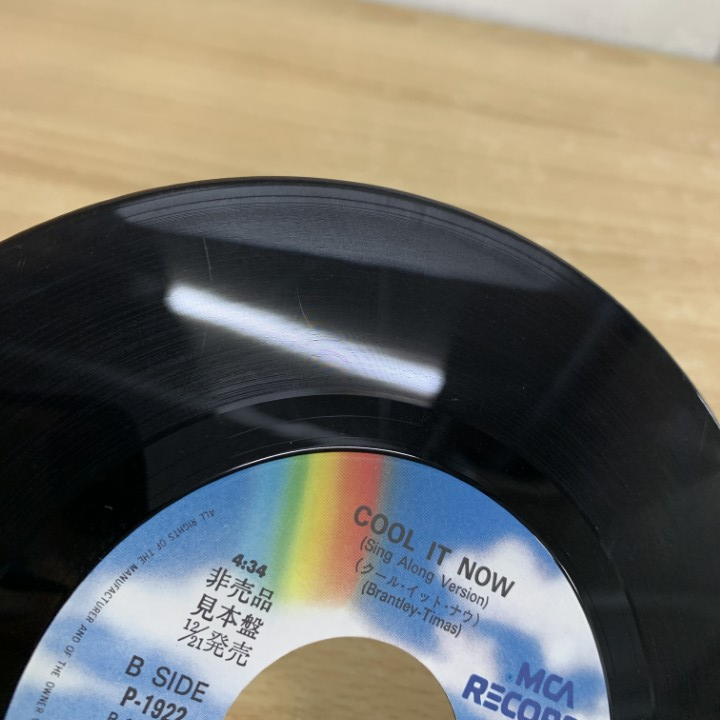 COOL IT NOW
(Sing Along Version)
(クール・イット・ナウ)
(Brantley-Timas)
4:34
非売品
見本盤
12/21発売
B SIDE
P-1922
MCA
RECORDS
ALL RIGHTS OF THE MANUFACTURER AND OF THE OWNER